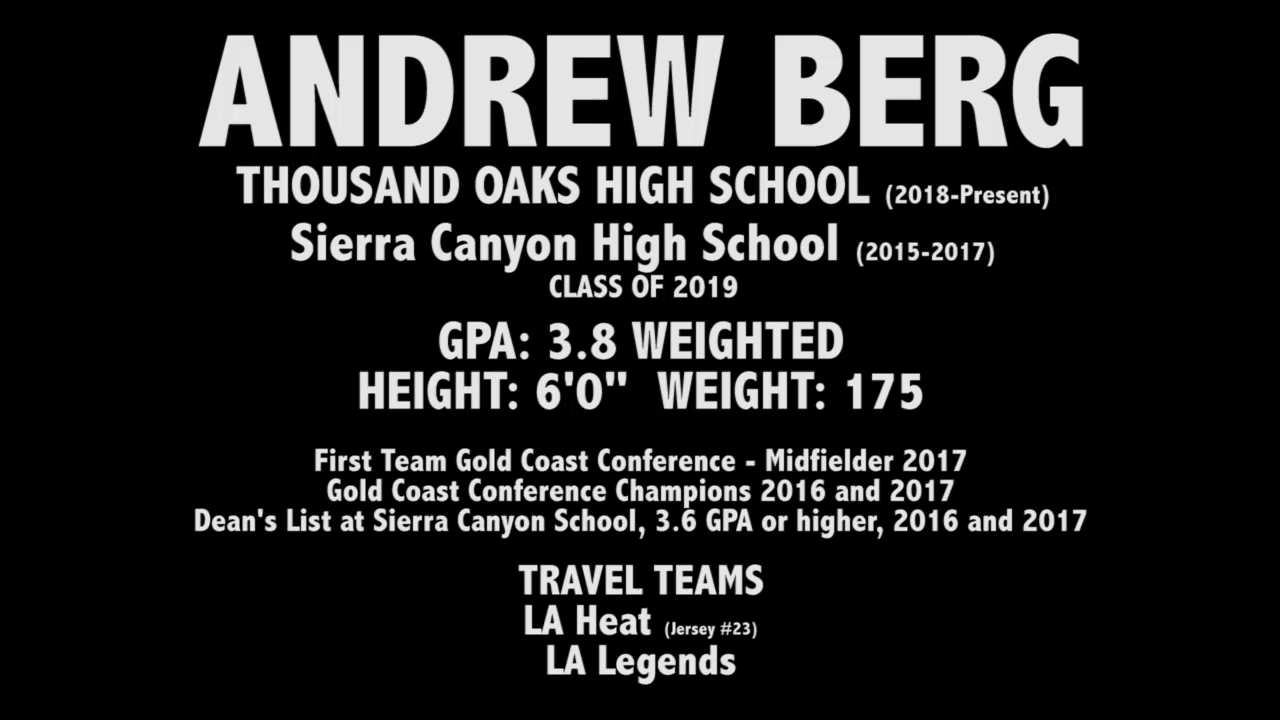 ANDREW BERG
THOUSAND OAKS HIGH SCHOOL (2018-Present)
Sierra Canyon High School (2015-2017)
CLASS OF 2019
GPA: 3.8 WEIGHTED
HEIGHT: 6'0" WEIGHT: 175
First Team Gold Coast Conference - Midfielder 2017
Gold Coast Conference Champions 2016 and 2017
Dean's List at Sierra Canyon School, 3.6 GPA or higher, 2016 and 2017
TRAVEL TEAMS
LA Heat (Jersey #23)
LA Legends